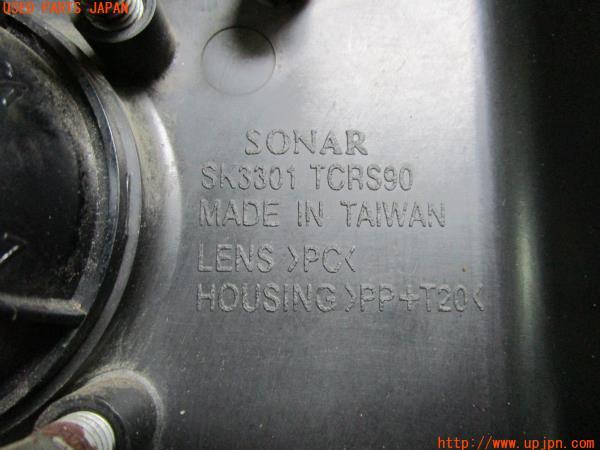 USED PARTS JAPAN
SONAR
SK3301 TCRS90
MADE IN TAIWAN
LENS >PC<
HOUSING >PP+T20<
http://www.upjpn.com